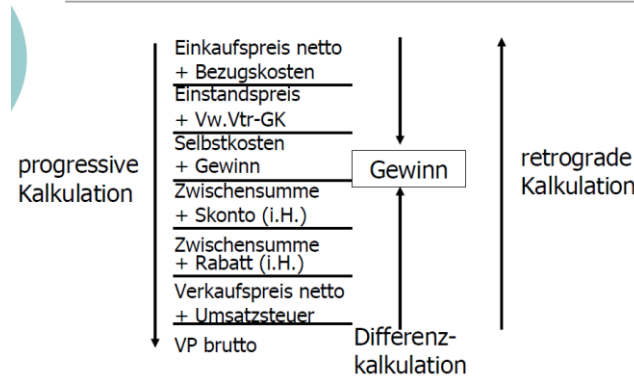 Einkaufspreis netto
+ Bezugskosten
Einstandspreis
+ Vw.Vtr-GK
Selbstkosten
+ Gewinn
Zwischensumme
+ Skonto (i.H.)
Zwischensumme
+ Rabatt (i.H.)
Verkaufspreis netto
+ Umsatzsteuer
VP brutto
progressive
Kalkulation
Gewinn
Differenz-
kalkulation
retrograde
Kalkulation